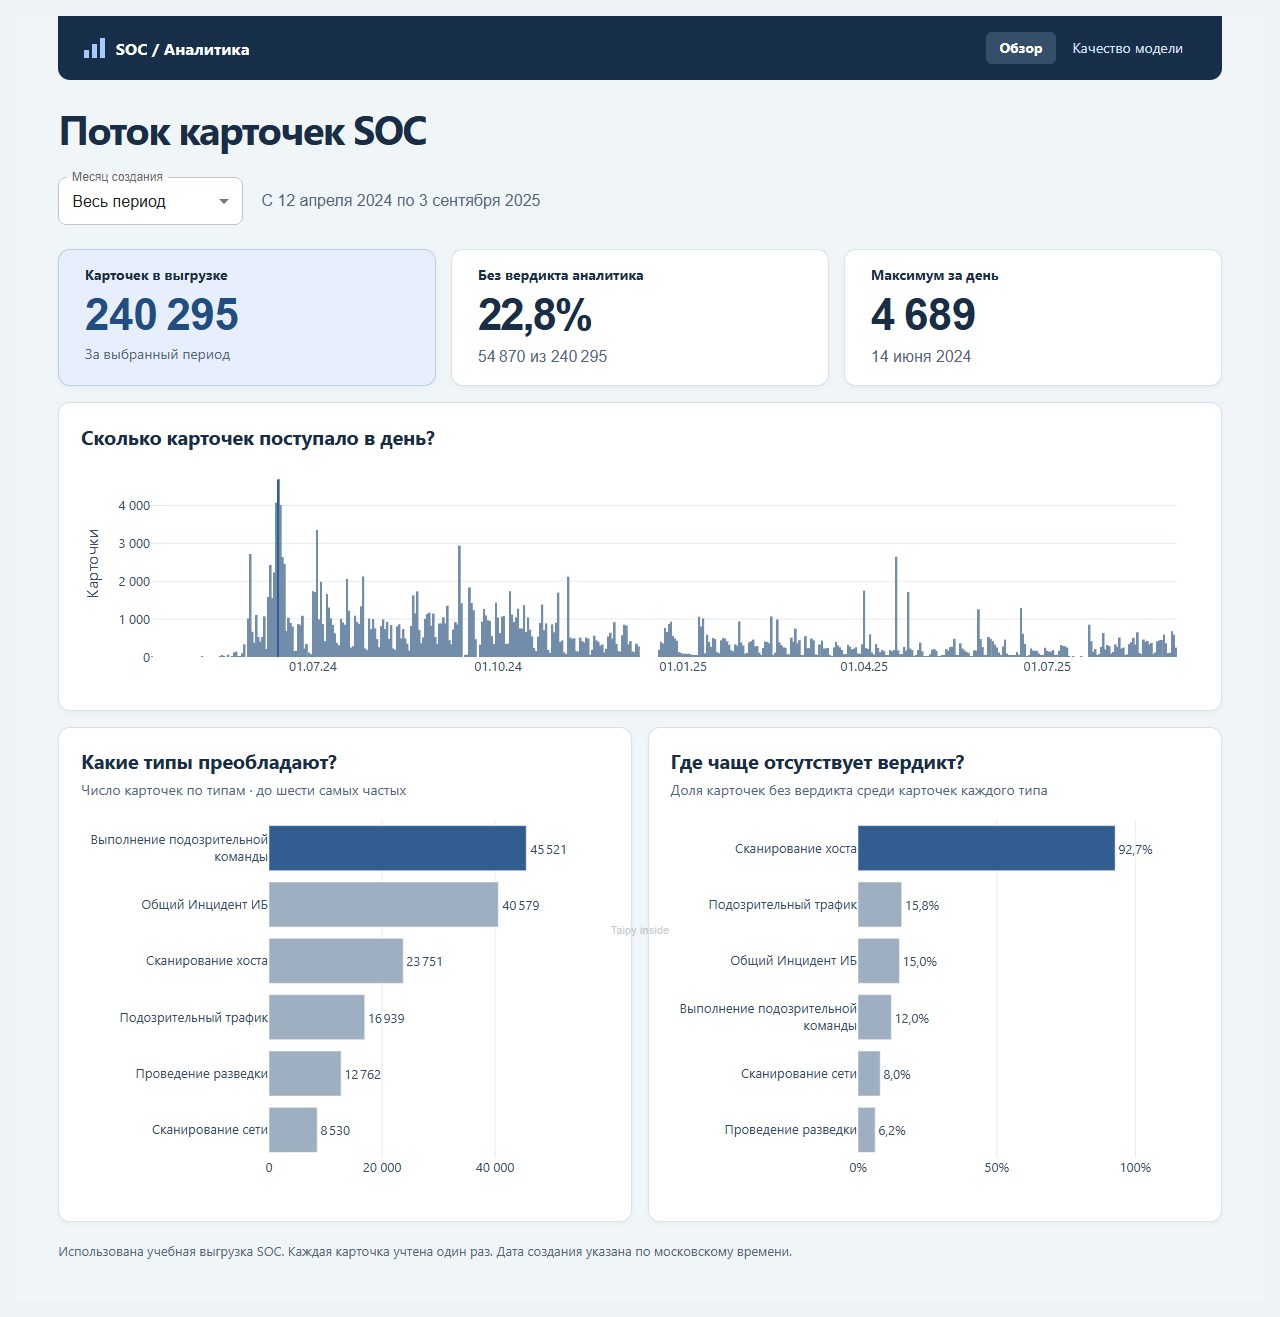 SOC / Аналитика
Обзор
Качество модели
Поток карточек SOC
Месяц создания
Весь период
С 12 апреля 2024 по 3 сентября 2025
Карточек в выгрузке
240 295
За выбранный период
Без вердикта аналитика
22,8%
54 870 из 240 295
Максимум за день
4 689
14 июня 2024
Сколько карточек поступало в день?
Карточки
4 000
3 000
2 000
1 000
0
01.07.24
01.10.24
01.01.25
01.04.25
01.07.25
Какие типы преобладают?
Число карточек по типам · до шести самых частых
Выполнение подозрительной
команды
45 521
Общий Инцидент ИБ
40 579
Сканирование хоста
23 751
Подозрительный трафик
16 939
Проведение разведки
12 762
Сканирование сети
8 530
0
20 000
40 000
Где чаще отсутствует вердикт?
Доля карточек без вердикта среди карточек каждого типа
Сканирование хоста
92,7%
Подозрительный трафик
15,8%
Общий Инцидент ИБ
15,0%
Выполнение подозрительной
команды
12,0%
Сканирование сети
8,0%
Проведение разведки
6,2%
0%
50%
100%
Taipy inside
Использована учебная выгрузка SOC. Каждая карточка учтена один раз. Дата создания указана по московскому времени.